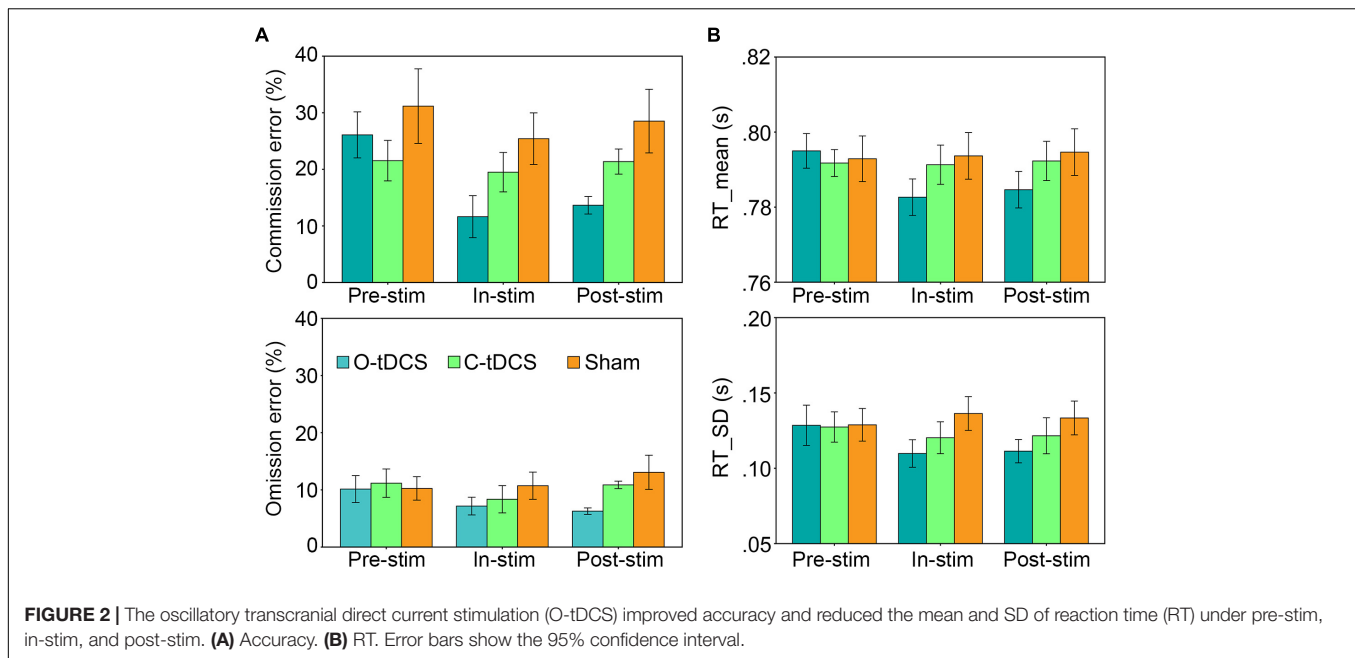 A
B
Commission error (%)
40
30
20
10
0
Pre-stim In-stim Post-stim
RT_mean (s)
.82
.80
.78
.76
Pre-stim In-stim Post-stim
Omission error (%)
40
30
20
10
0
O-tDCS C-tDCS Sham
Pre-stim In-stim Post-stim
RT_SD (s)
.20
.15
.10
.05
Pre-stim In-stim Post-stim
FIGURE 2 | The oscillatory transcranial direct current stimulation (O-tDCS) improved accuracy and reduced the mean and SD of reaction time (RT) under pre-stim,
in-stim, and post-stim. (A) Accuracy. (B) RT. Error bars show the 95% confidence interval.